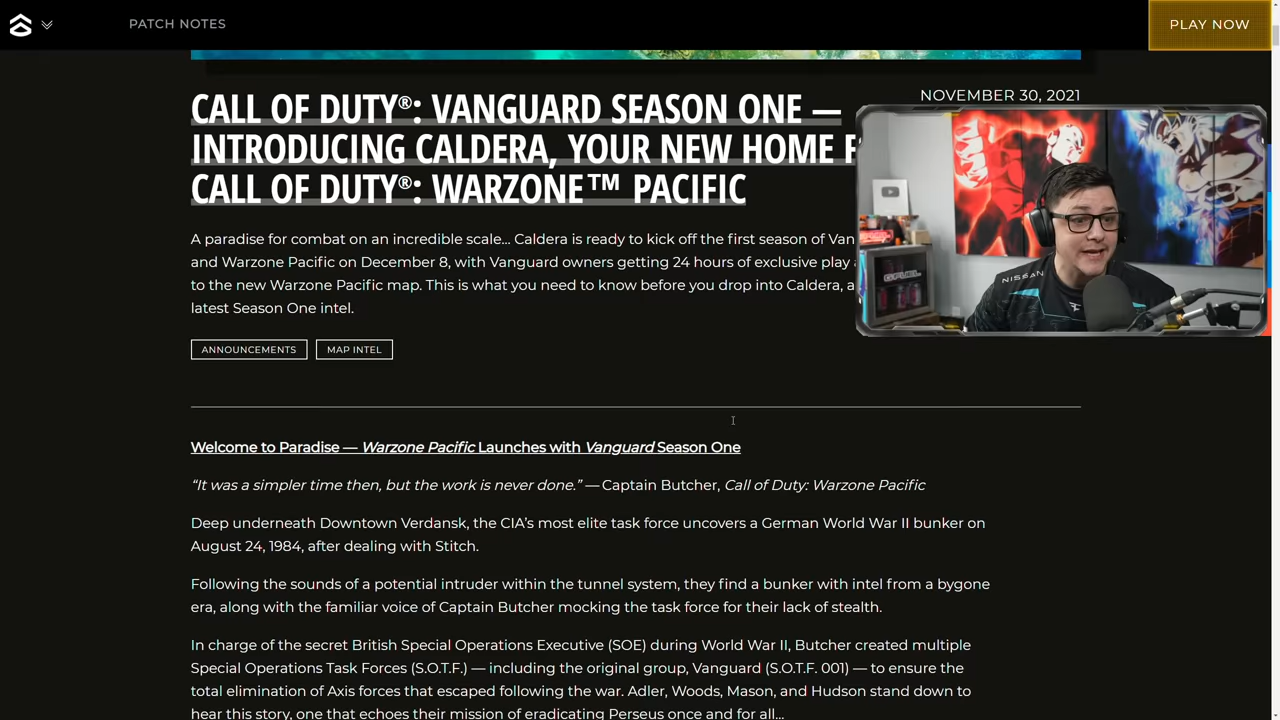 PATCH NOTES
PLAY NOW
NOVEMBER 30, 2021
CALL OF DUTY®: VANGUARD SEASON ONE —
INTRODUCING CALDERA, YOUR NEW HOME
CALL OF DUTY®: WARZONE™ PACIFIC
A paradise for combat on an incredible scale... Caldera is ready to kick off the first season of Van
and Warzone Pacific on December 8, with Vanguard owners getting 24 hours of exclusive play
to the new Warzone Pacific map. This is what you need to know before you drop into Caldera,
latest Season One intel.
ANNOUNCEMENTS
MAP INTEL
NISSAN
G FUEL
Welcome to Paradise — Warzone Pacific Launches with Vanguard Season One
“It was a simpler time then, but the work is never done.” — Captain Butcher, Call of Duty: Warzone Pacific
Deep underneath Downtown Verdansk, the CIA’s most elite task force uncovers a German World War II bunker on
August 24, 1984, after dealing with Stitch.
Following the sounds of a potential intruder within the tunnel system, they find a bunker with intel from a bygone
era, along with the familiar voice of Captain Butcher mocking the task force for their lack of stealth.
In charge of the secret British Special Operations Executive (SOE) during World War II, Butcher created multiple
Special Operations Task Forces (S.O.T.F.) — including the original group, Vanguard (S.O.T.F. 001) — to ensure the
total elimination of Axis forces that escaped following the war. Adler, Woods, Mason, and Hudson stand down to
hear this story, one that echoes their mission of eradicating Perseus once and for all...